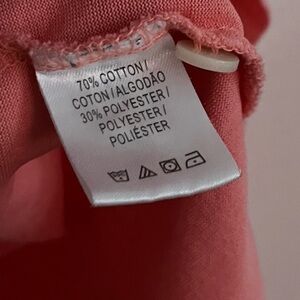 70% COTTON/
COTON/ALGODÃO
30% POLYESTER/
POLYESTER/
POLIÉSTER